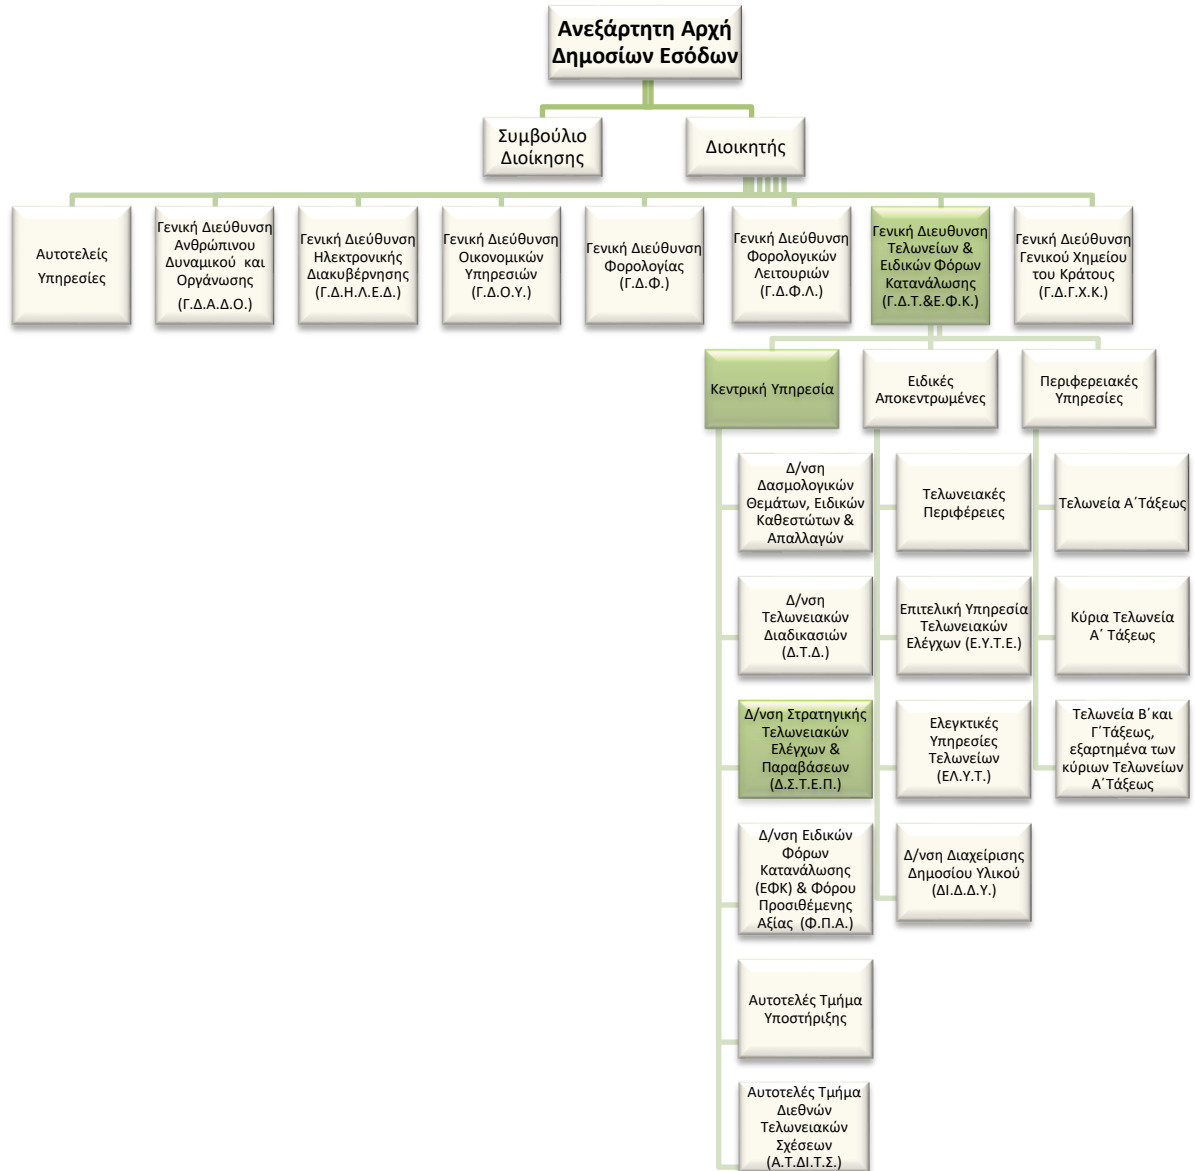 Ανεξάρτητη Αρχή
Δημοσίων Εσόδων
Συμβούλιο
Διοίκησης
Διοικητής
Αυτοτελείς
Υπηρεσίες
Γενική Διεύθυνση
Ανθρώπινου
Δυναμικού και
Οργάνωσης
(Γ.Δ.Α.Δ.Ο.)
Γενική Διεύθυνση
Ηλεκτρονικής
Διακυβέρνησης
(Γ.Δ.Η.Λ.Ε.Δ.)
Γενική Διεύθυνση
Οικονομικών
Υπηρεσιών
(Γ.Δ.Ο.Υ.)
Γενική Διεύθυνση
Φορολογίας
(Γ.Δ.Φ.)
Γενική Διεύθυνση
Φορολογικών
Λειτουριών
(Γ.Δ.Φ.Λ.)
Γενική Διευθυνση
Τελωνείων &
Ειδικών Φόρων
Κατανάλωσης
(Γ.Δ.Τ.&Ε.Φ.Κ.)
Γενική Διεύθυνση
Γενικού Χημείου
του Κράτους
(Γ.Δ.Γ.Χ.Κ.)
Κεντρική Υπηρεσία
Ειδικές
Αποκεντρωμένες
Περιφερειακές
Υπηρεσίες
Δ/νση
Δασμολογικών
Θεμάτων, Ειδικών
Καθεστώτων &
Απαλλαγών
Τελωνειακές
Περιφέρειες
Τελωνεία Α΄Τάξεως
Δ/νση
Τελωνειακών
Διαδικασιών
(Δ.Τ.Δ.)
Επιτελική Υπηρεσία
Τελωνειακών
Ελέγχων (Ε.Υ.Τ.Ε.)
Κύρια Τελωνεία
Α΄ Τάξεως
Δ/νση Στρατηγικής
Τελωνειακών
Ελέγχων &
Παραβάσεων
(Δ.Σ.Τ.Ε.Π.)
Ελεγκτικές
Υπηρεσίες
Τελωνείων
(ΕΛ.Υ.Τ.)
Τελωνεία Β΄και
Γ΄Τάξεως,
εξαρτημένα των
κύριων Τελωνείων
Α΄Τάξεως
Δ/νση Ειδικών
Φόρων
Κατανάλωσης
(ΕΦΚ) & Φόρου
Προσιθέμενης
Αξίας (Φ.Π.Α.)
Δ/νση Διαχείρισης
Δημοσίου Υλικού
(ΔΙ.Δ.Δ.Υ.)
Αυτοτελές Τμήμα
Υποστήριξης
Αυτοτελές Τμήμα
Διεθνών
Τελωνειακών
Σχέσεων
(Α.Τ.ΔΙ.Τ.Σ.)